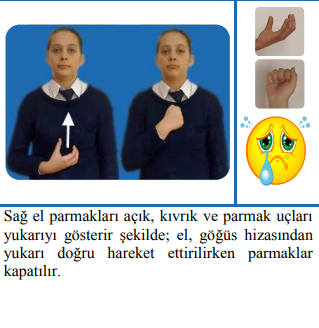 Sağ el parmakları açık, kıvrık ve parmak uçları
yukarıyı gösterir şekilde; el, göğüs hizasından
yukarı doğru hareket ettirilirken parmaklar
kapatılır.